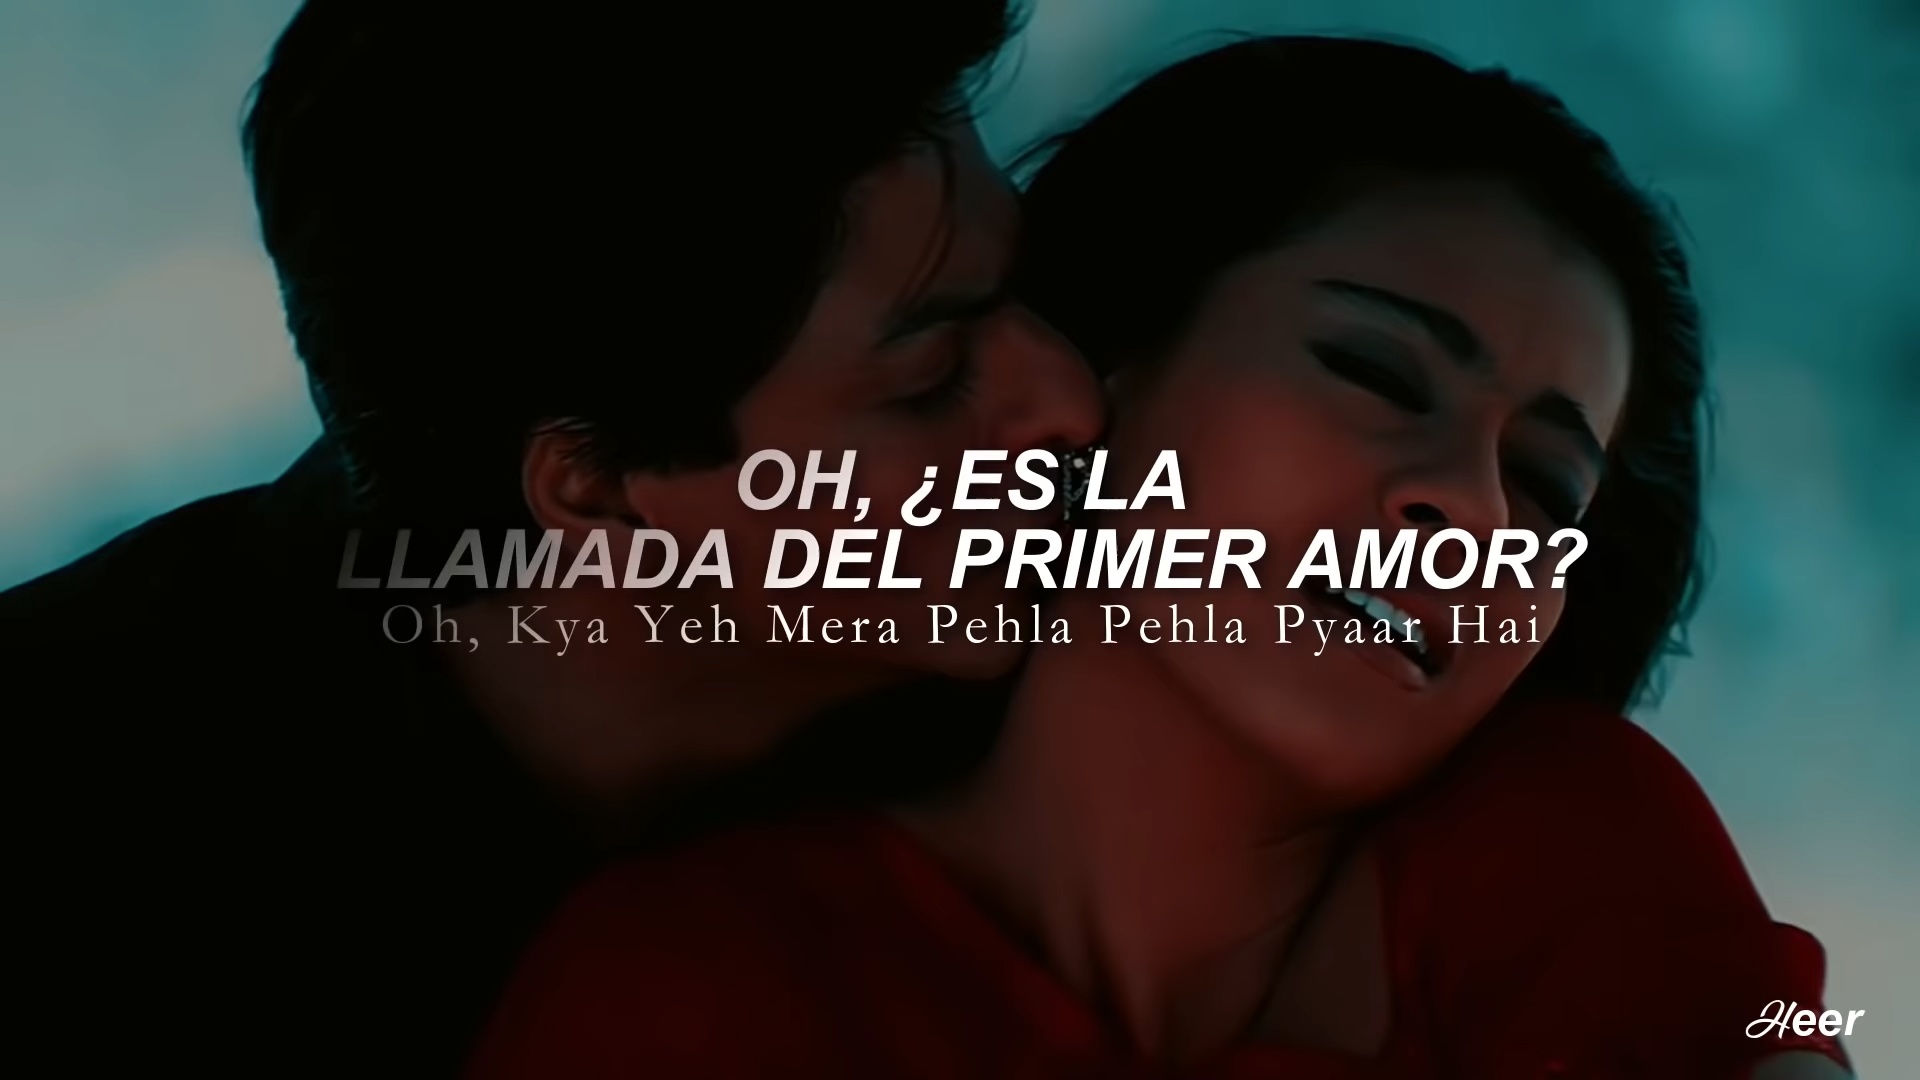 OH, ¿ES LA
LLAMADA DEL PRIMER AMOR?
Oh, Kya Yeh Mera Pehla Pehla Pyaar Hai
Heer